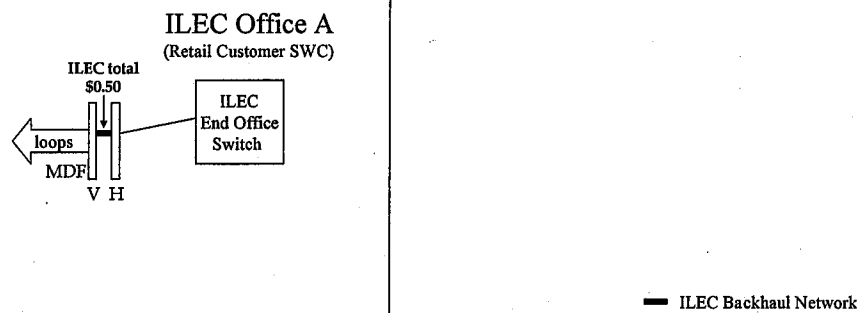 ILEC Office A
(Retail Customer SWC)
ILEC total
$0.50
ILEC
End Office
Switch
loops
MDF
V H
ILEC Backhaul Network